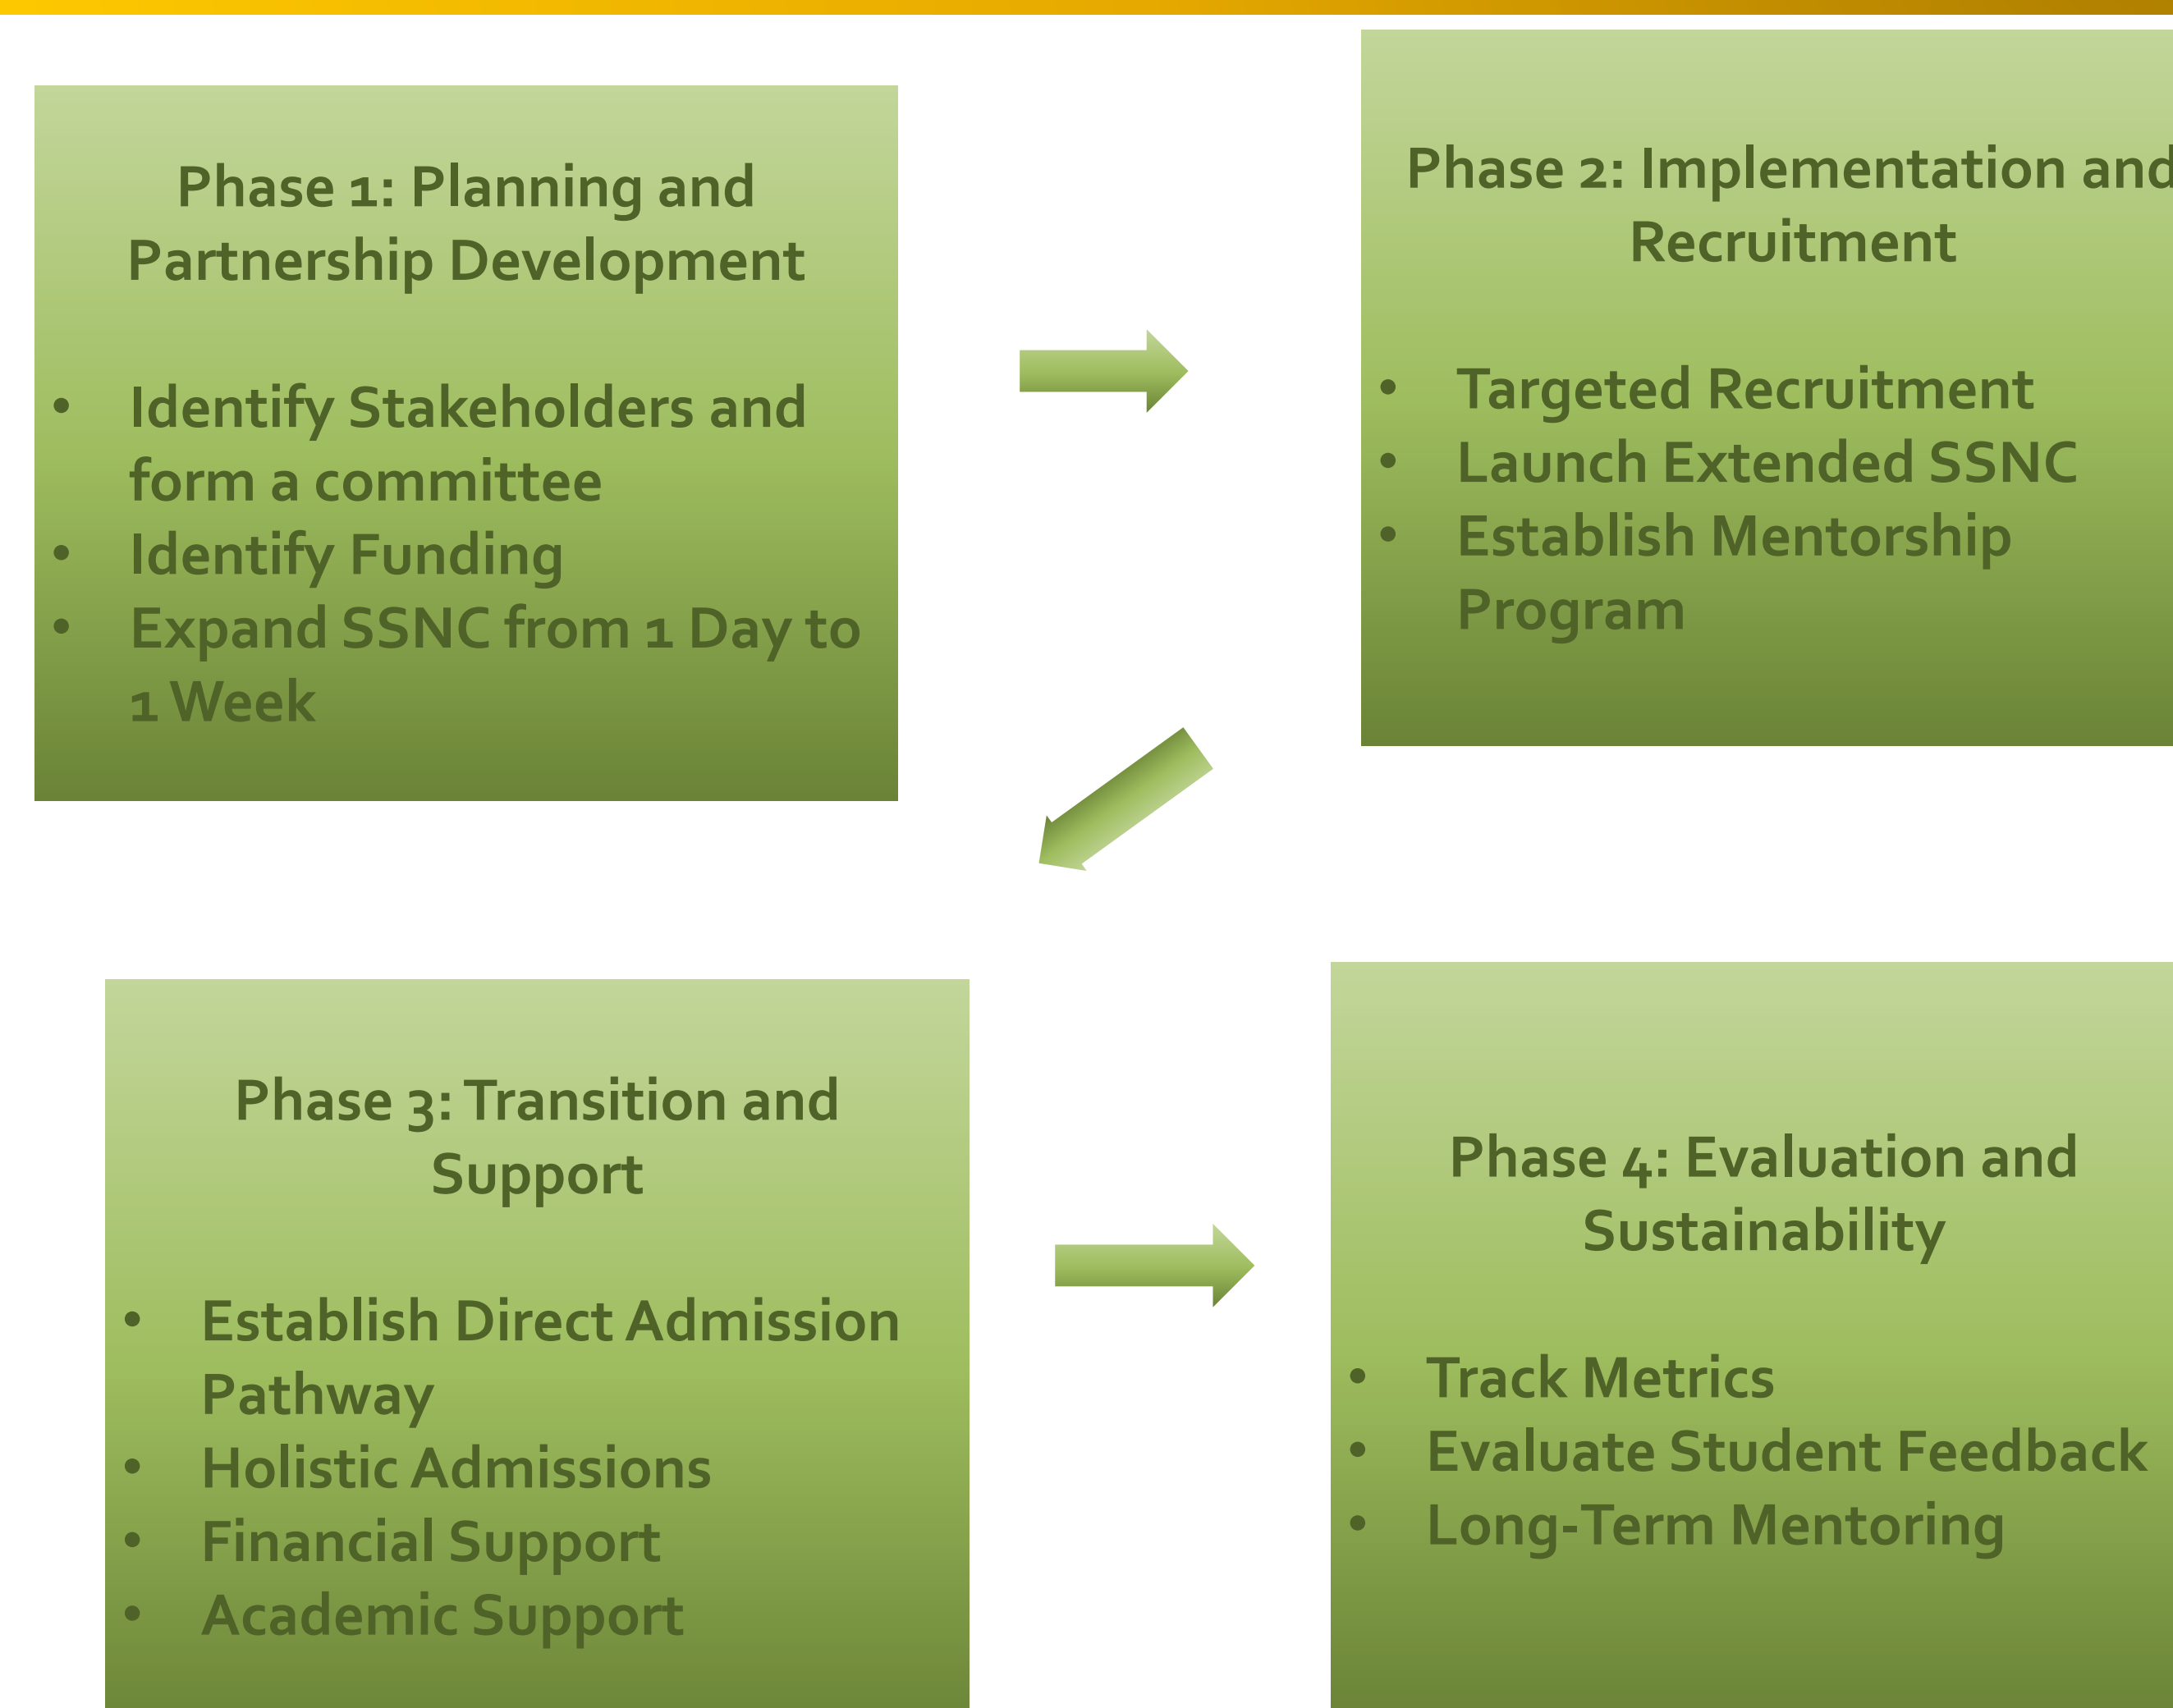 Phase 1: Planning and
Partnership Development
• Identify Stakeholders and
form a committee
• Identify Funding
• Expand SSNC from 1 Day to
1 Week
Phase 2: Implementation and
Recruitment
• Targeted Recruitment
• Launch Extended SSNC
• Establish Mentorship
Program
Phase 3: Transition and
Support
• Establish Direct Admission
Pathway
• Holistic Admissions
• Financial Support
• Academic Support
Phase 4: Evaluation and
Sustainability
• Track Metrics
• Evaluate Student Feedback
• Long-Term Mentoring